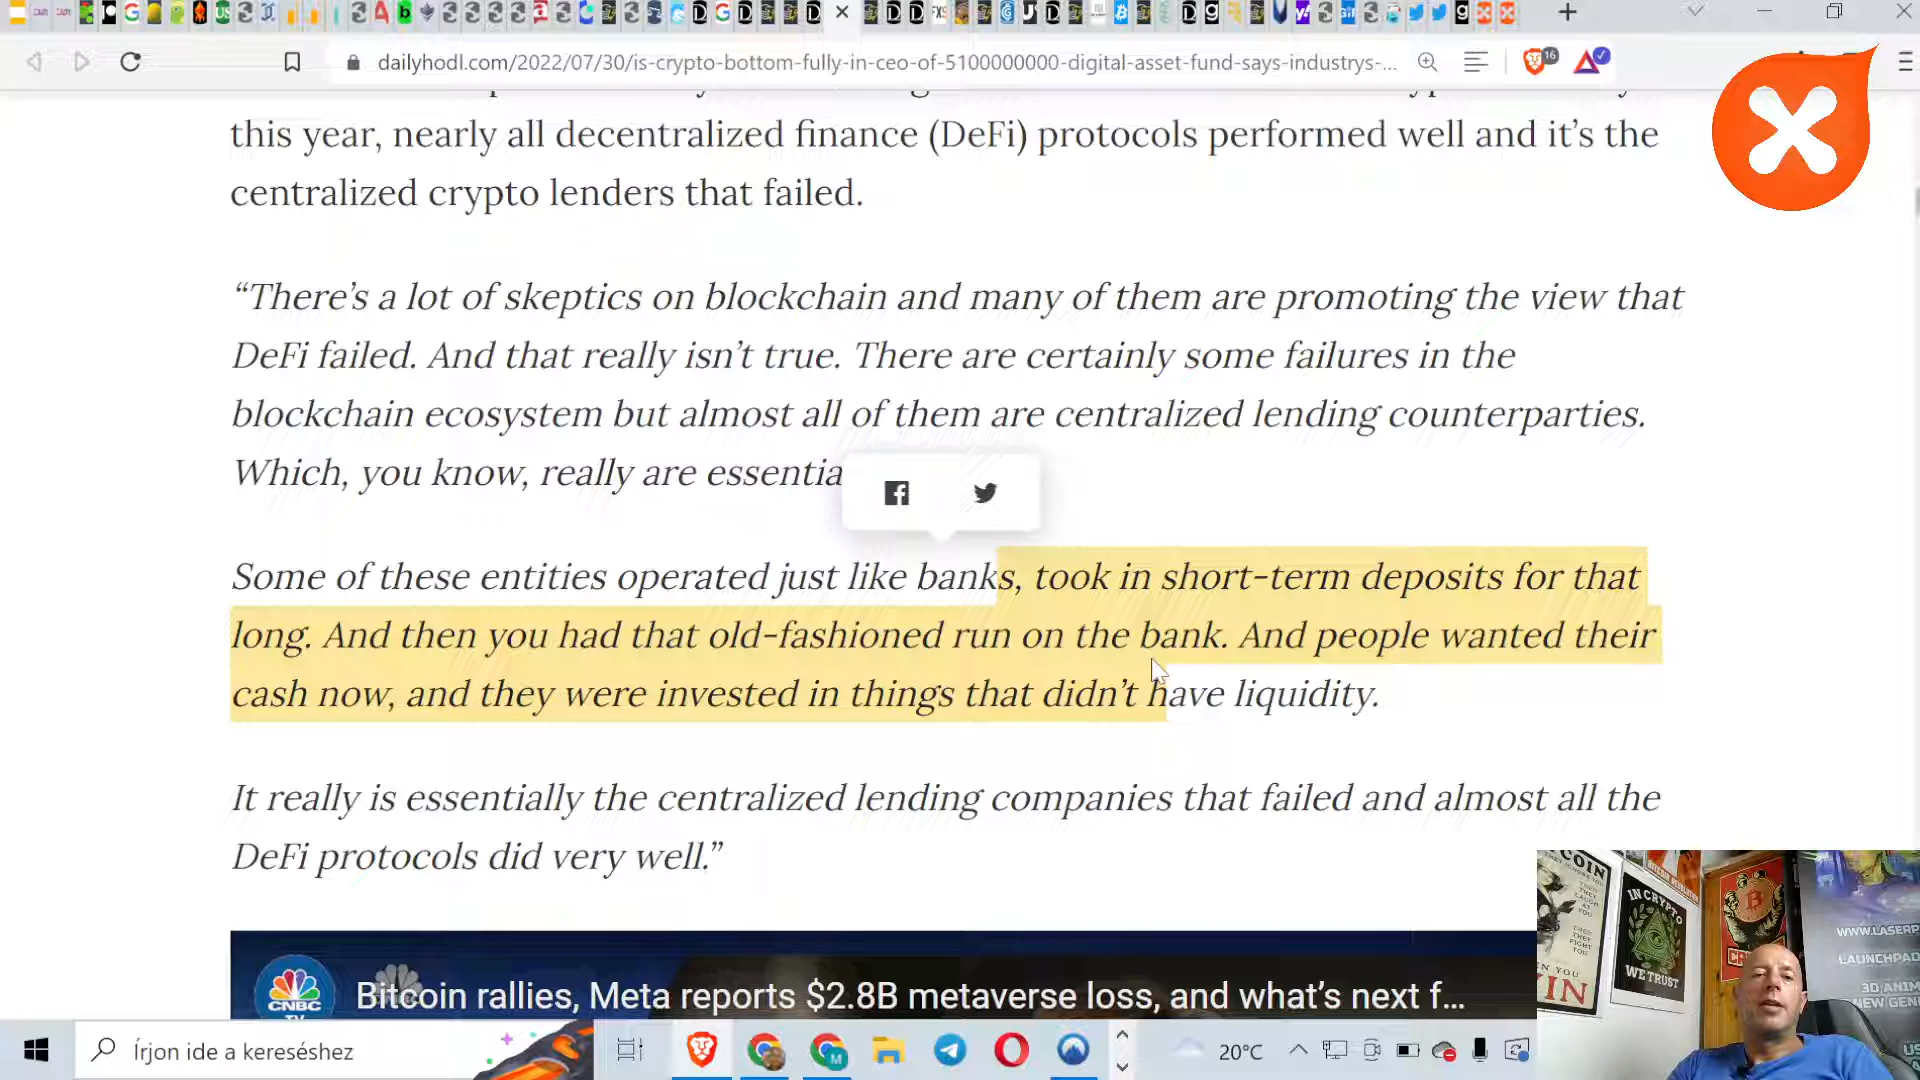 dailyhodl.com/2022/07/30/is-crypto-bottom-fully-in-ceo-of-5100000000-digital-asset-fund-says-industrys-...
16
this year, nearly all decentralized finance (DeFi) protocols performed well and it’s the
centralized crypto lenders that failed.
“There’s a lot of skeptics on blockchain and many of them are promoting the view that
DeFi failed. And that really isn’t true. There are certainly some failures in the
blockchain ecosystem but almost all of them are centralized lending counterparties.
Which, you know, really are essentia
Some of these entities operated just like banks, took in short-term deposits for that
long. And then you had that old-fashioned run on the bank. And people wanted their
cash now, and they were invested in things that didn’t have liquidity.
It really is essentially the centralized lending companies that failed and almost all the
DeFi protocols did very well.”
CNBC
TV
Bitcoin rallies, Meta reports $2.8B metaverse loss, and what’s next f...
IN CRYPTO
WE TRUST
WWW.LASERP
LAUNCHPAD
3D ANIM
NEW GEN
Írjon ide a kereséshez
20°C